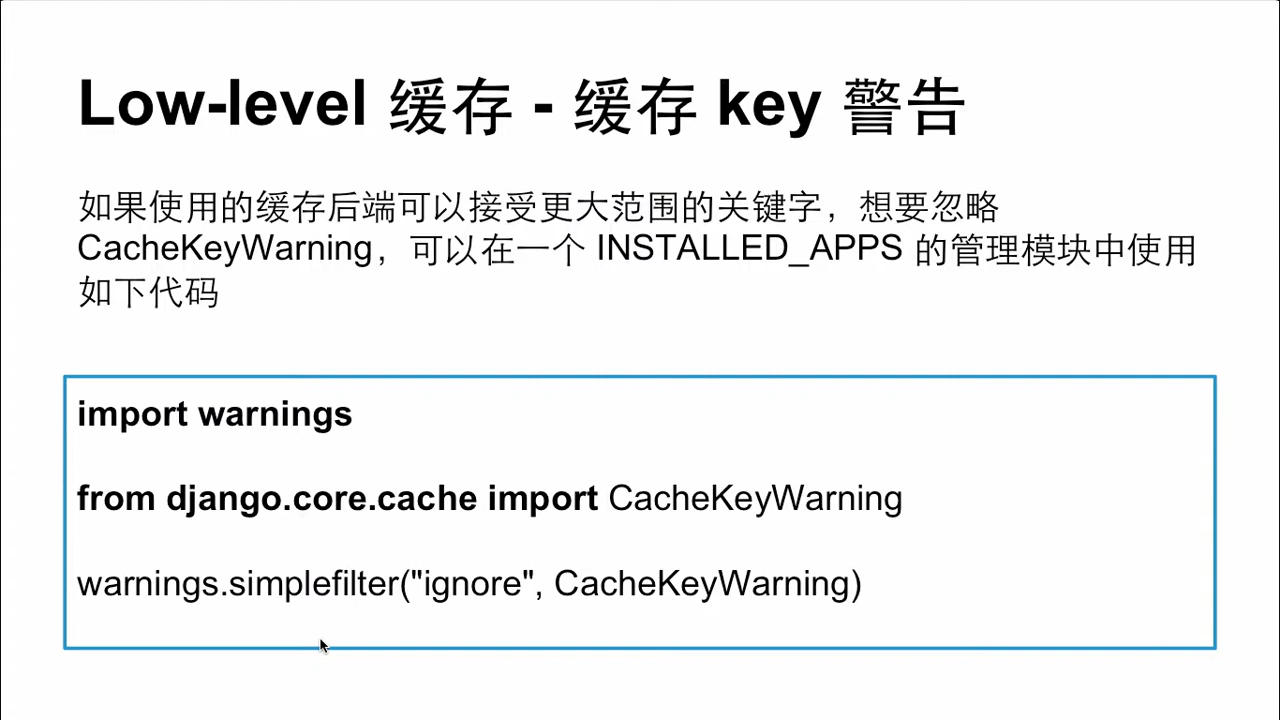 Low-level 缓存 - 缓存 key 警告
如果使用的缓存后端可以接受更大范围的关键字，想要忽略
CacheKeyWarning，可以在一个 INSTALLED_APPS 的管理模块中使用
如下代码
import warnings
from django.core.cache import CacheKeyWarning
warnings.simplefilter("ignore", CacheKeyWarning)